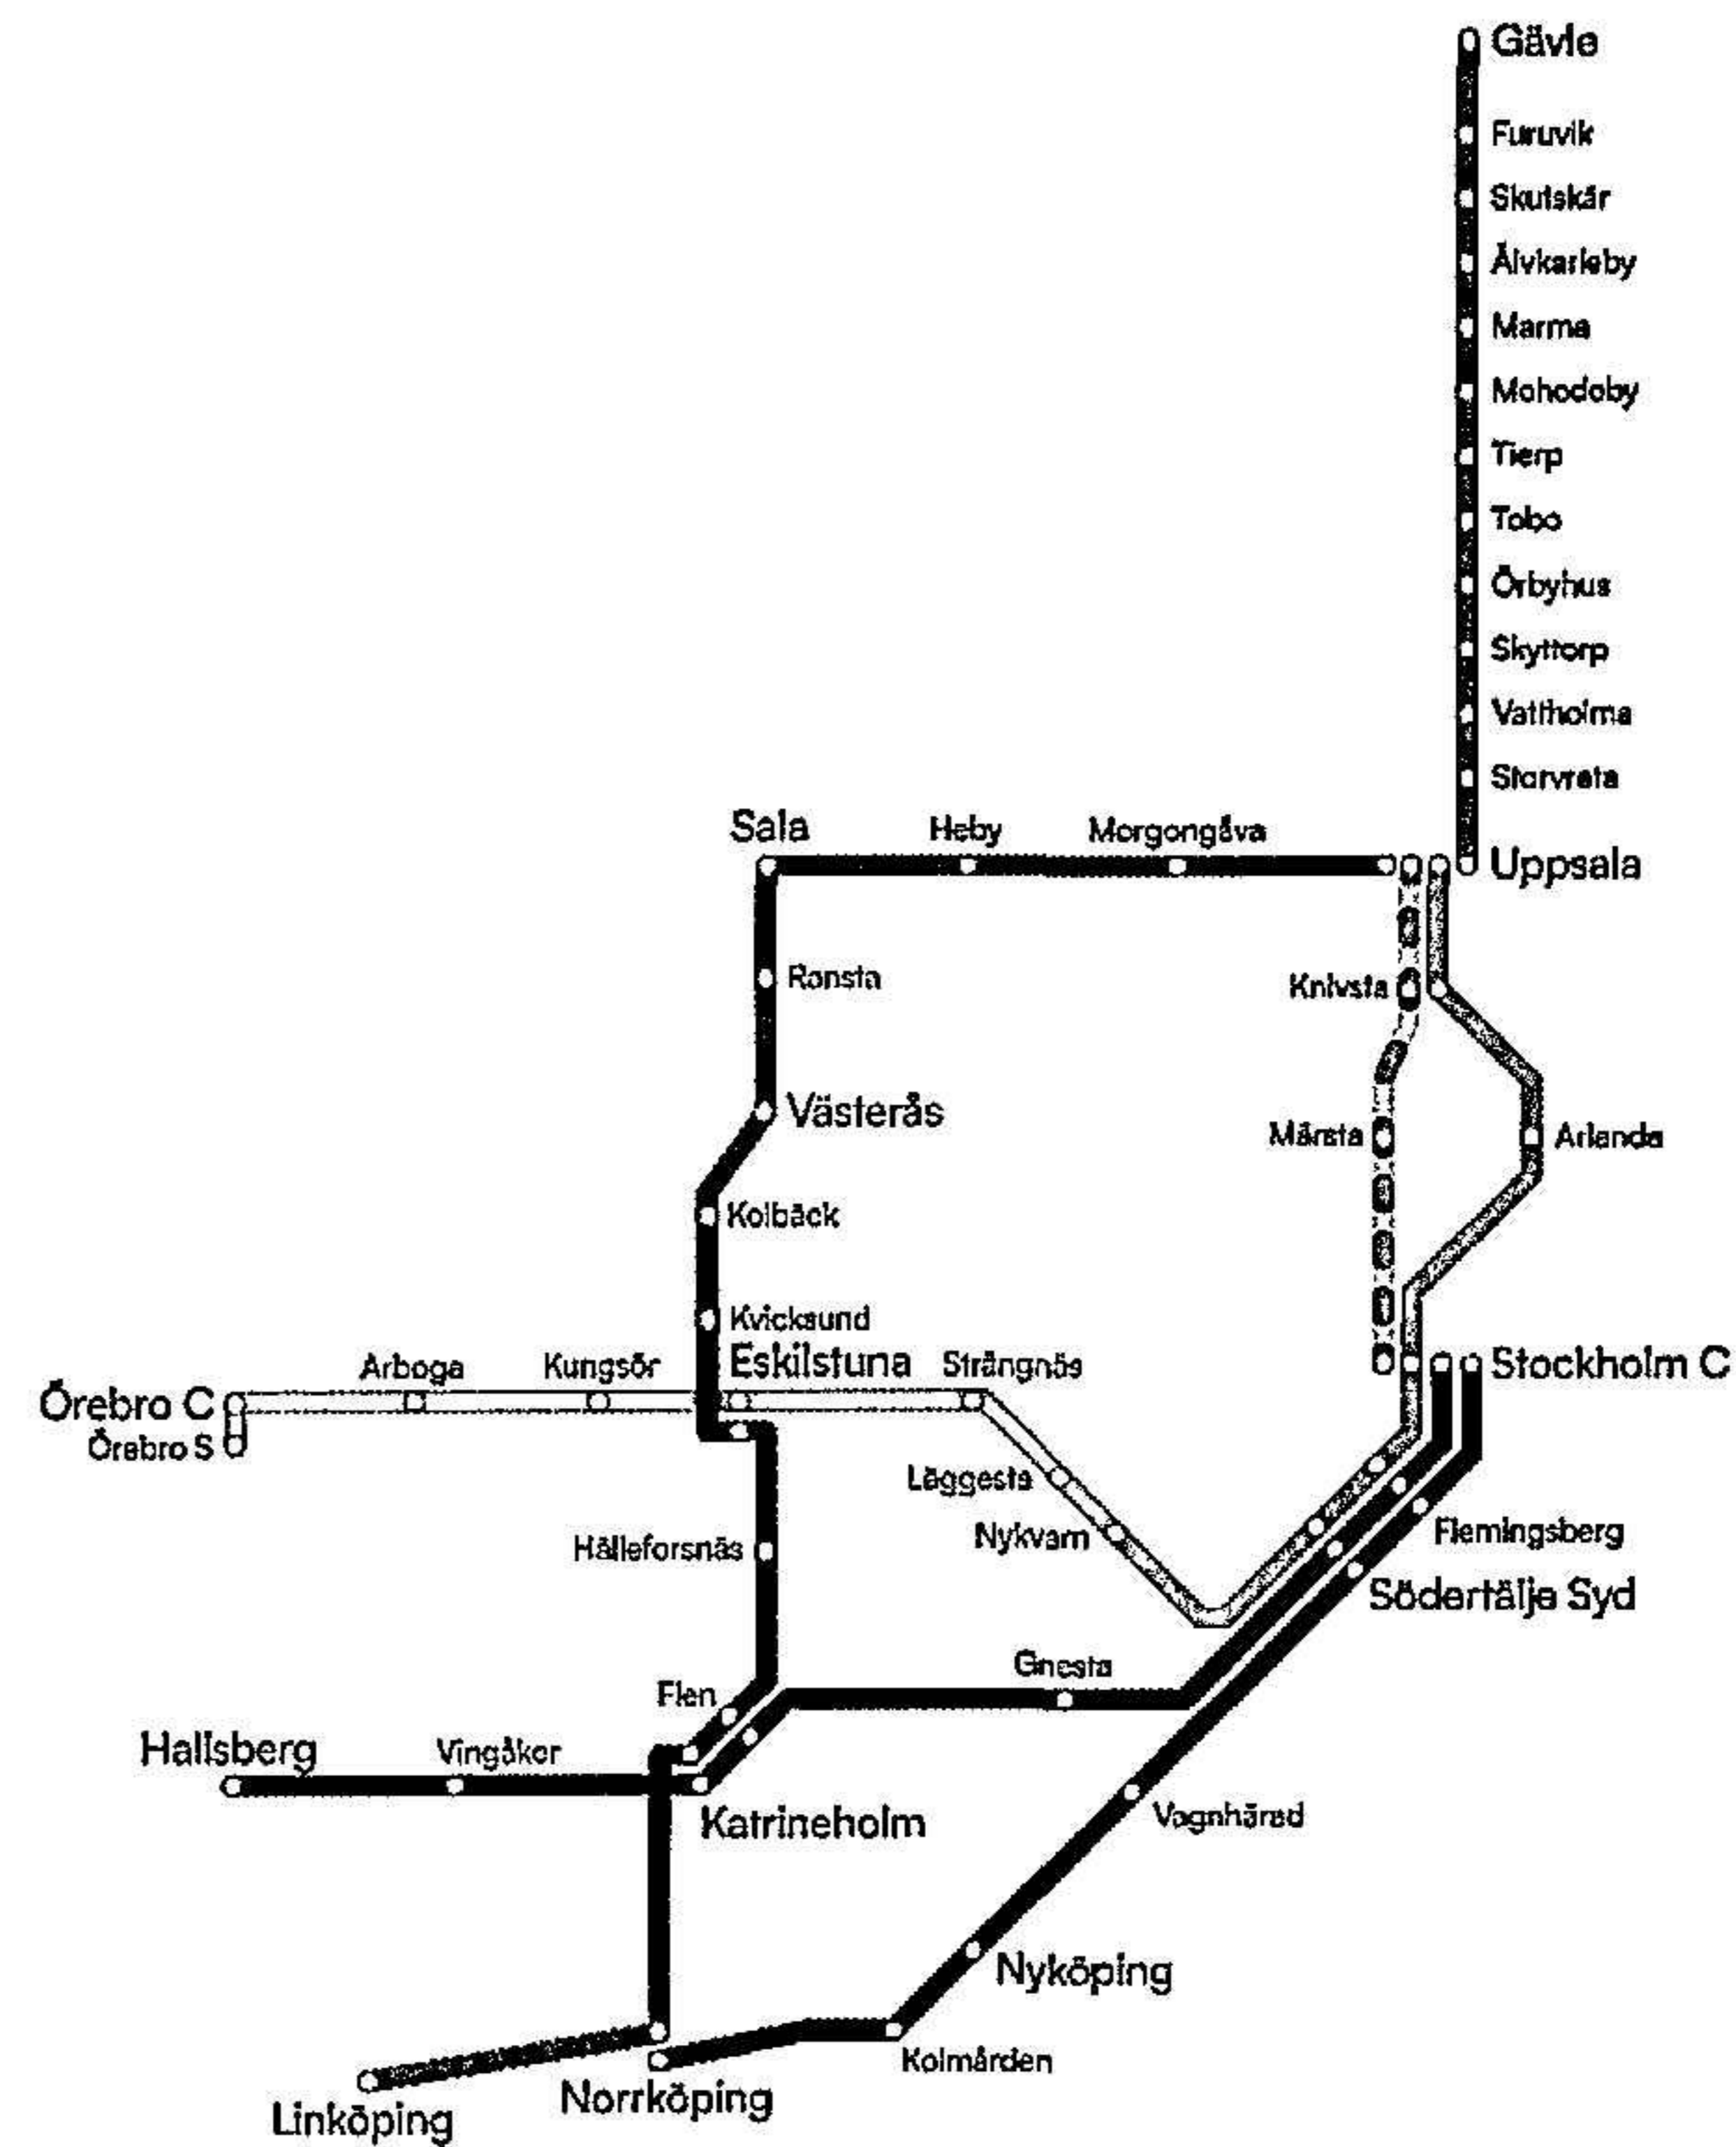 Gävle
Furuvik
Skutskär
Älvkarleby
Marma
Mehedeby
Tierp
Tobo
Örbyhus
Skyttorp
Vattholma
Storvreta
Sala
Heby
Morgongåva
Uppsala
Ransta
Knivsta
Västerås
Märsta
Arlanda
Kolbäck
Kvicksund
Arboga
Kungsör
Eskilstuna
Strängnäs
Stockholm C
Örebro C
Örebro S
Läggesta
Nykvarn
Flemingsberg
Hälleforsnäs
Södertälje Syd
Gnesta
Flen
Hallsberg
Vingåker
Katrineholm
Vagnhärad
Nyköping
Kolmården
Norrköping
Linköping